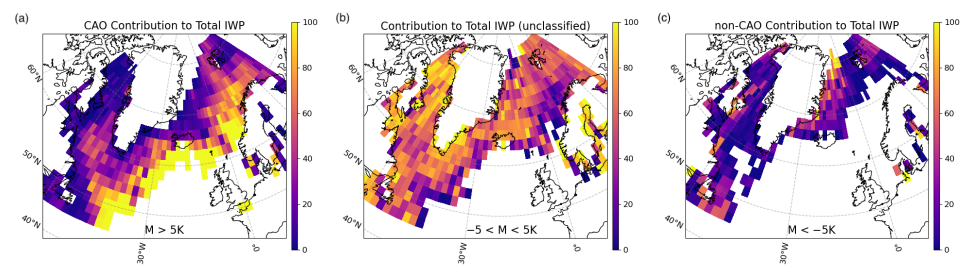 (a) CAO Contribution to Total IWP
60°N
50°N
40°N
30°W
0°
M > 5K
100
80
60
40
20
0
(b) Contribution to Total IWP (unclassified)
60°N
50°N
40°N
30°W
0°
−5 < M < 5K
100
80
60
40
20
0
(c) non-CAO Contribution to Total IWP
60°N
50°N
40°N
30°W
0°
M < −5K
100
80
60
40
20
0